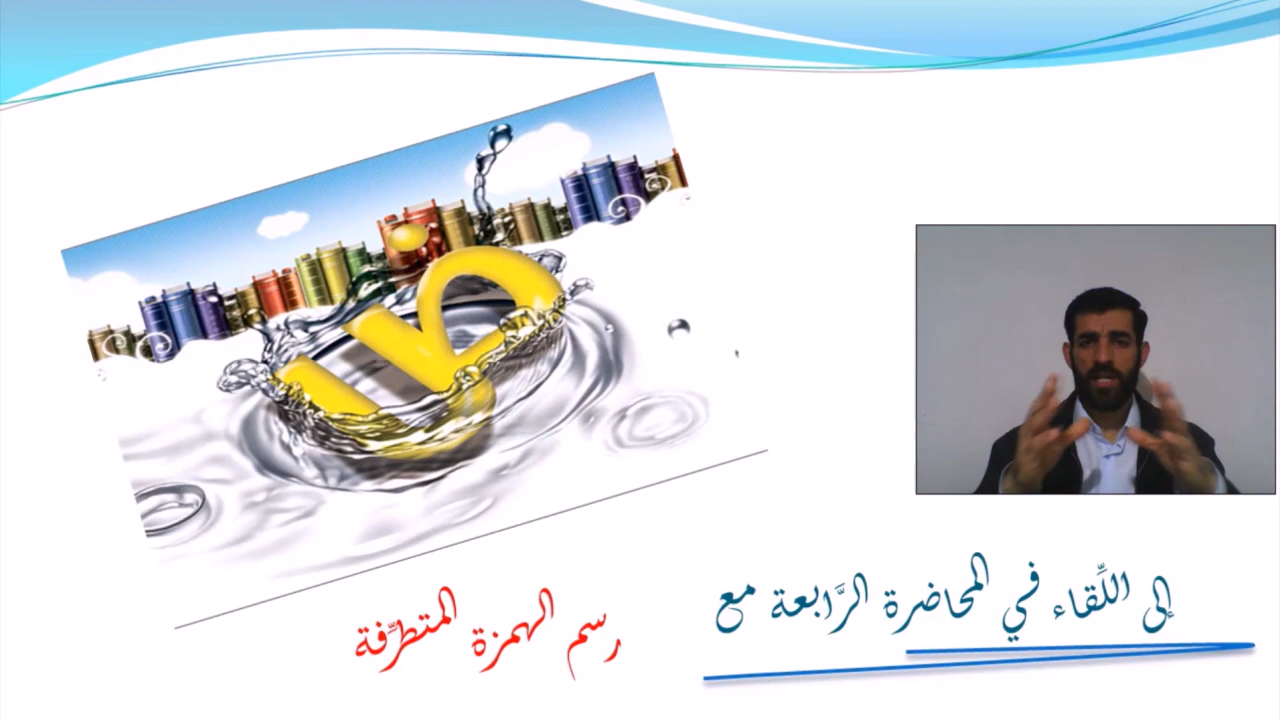 إلى اللِّقاء في المحاضرة الرَّابعة مع
رسم الهمزة المتطرِّفة